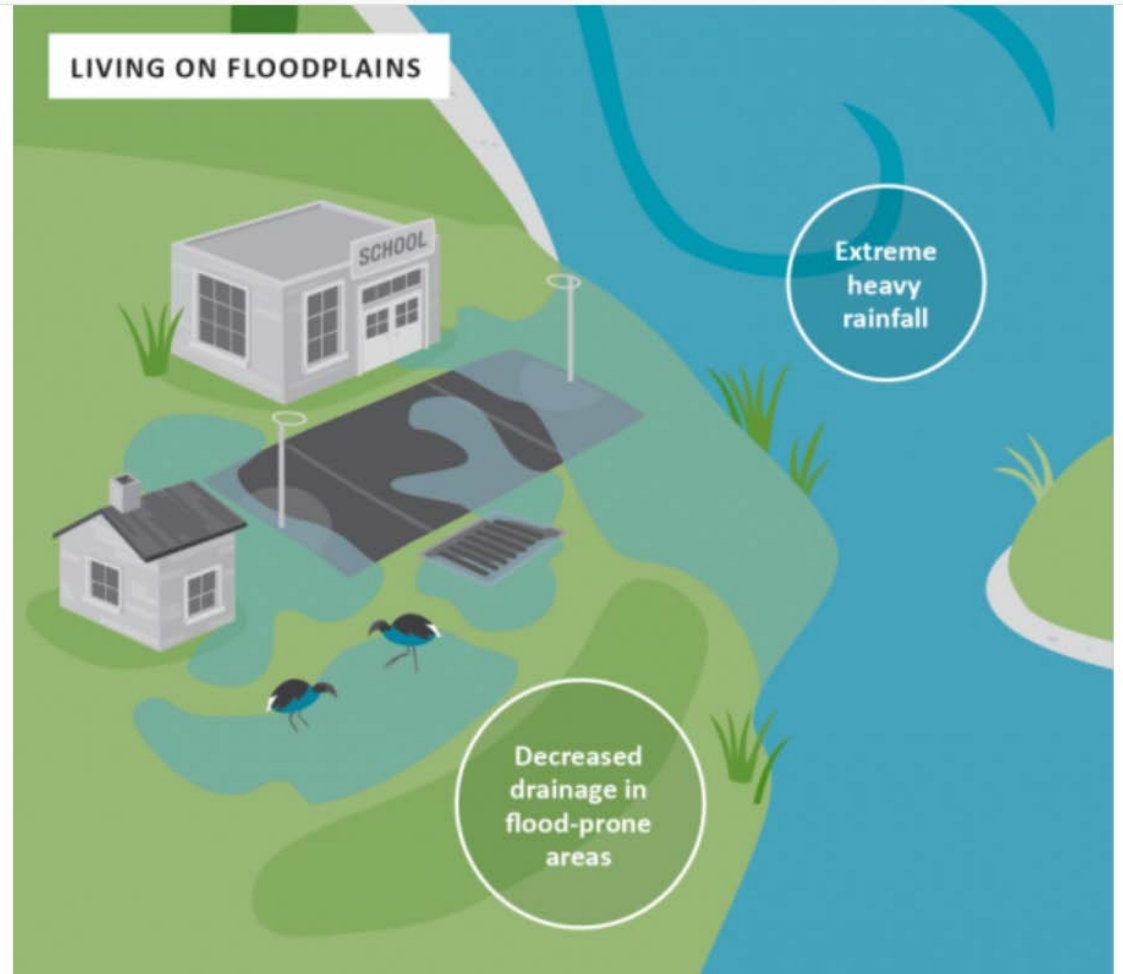 LIVING ON FLOODPLAINS
SCHOOL
Extreme
heavy
rainfall
Decreased
drainage in
flood-prone
areas